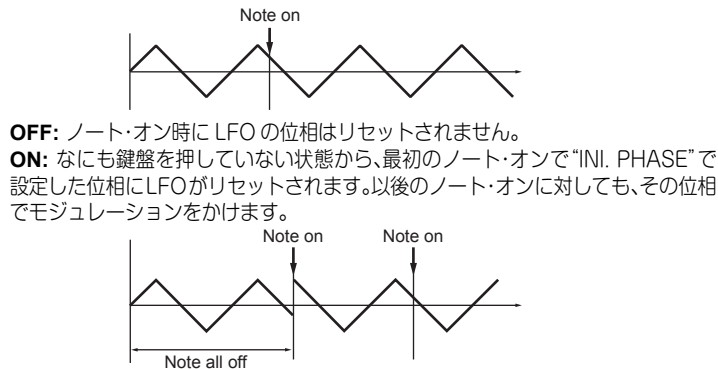 Note on
OFF: ノート・オン時に LFO の位相はリセットされません。
ON: なにも鍵盤を押していない状態から、最初のノート・オンで“INI. PHASE”で
設定した位相にLFOがリセットされます。以後のノート・オンに対しても、その位相
でモジュレーションをかけます。
Note on Note on
Note all off